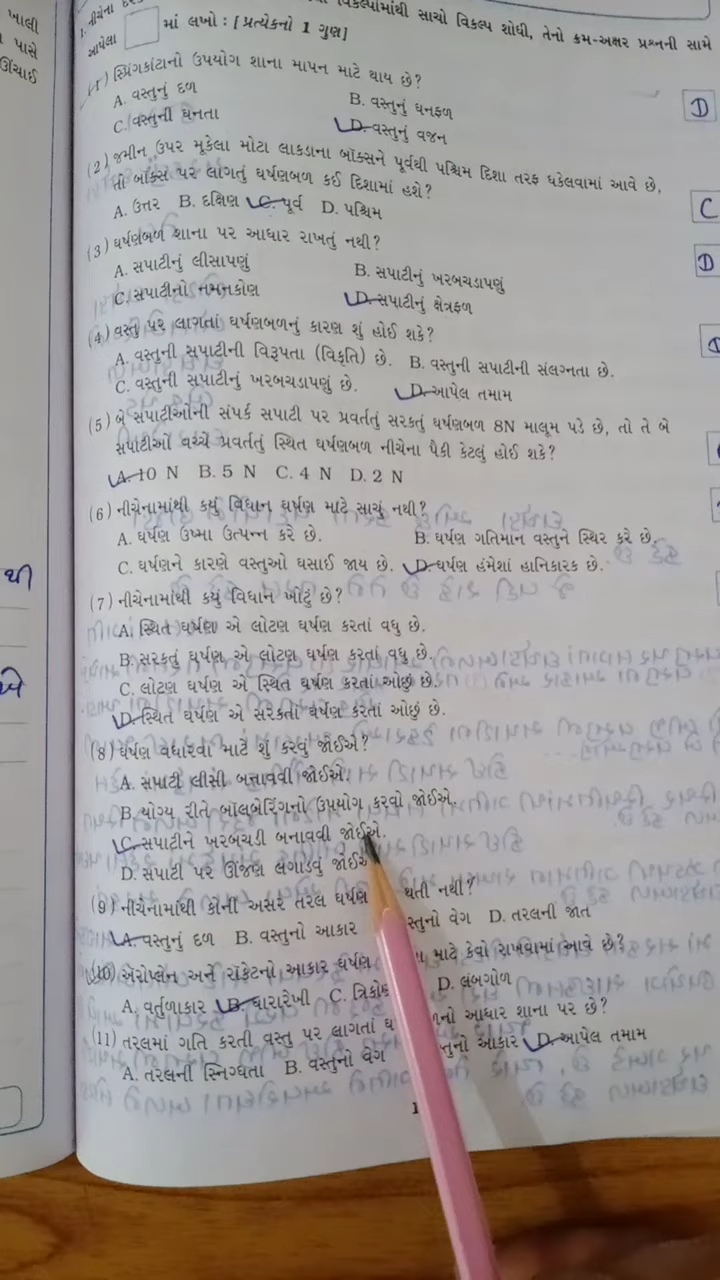 ખાલી
પાસે
ઊંચાઈ
થી
વિકલ્પોમાંથી સાચો વિકલ્પ શોધી, તેનો ક્રમ-અક્ષર પ્રશ્નની સામે
આપેલા માં લખો : [પ્રત્યેકનો 1 ગુણ]
(1) સ્પ્રિંગકાંટાનો ઉપયોગ શાના માપન માટે થાય છે?
A. વસ્તુનું દળ B. વસ્તુનું ઘનફળ
C. વસ્તુની ઘનતા D. વસ્તુનું વજન
D
(2) જમીન ઉપર મૂકેલા મોટા લાકડાના બૉક્સને પૂર્વથી પશ્ચિમ દિશા તરફ ધકેલવામાં આવે છે,
તો બૉક્સ પર લાગતું ઘર્ષણબળ કઈ દિશામાં હશે?
A. ઉત્તર B. દક્ષિણ C. પૂર્વ D. પશ્ચિમ
C
(3) ઘર્ષણબળ શાના પર આધાર રાખતું નથી?
A. સપાટીનું લીસાપણું B. સપાટીનું ખરબચડાપણું
C. સપાટીનો નમનકોણ D. સપાટીનું ક્ષેત્રફળ
D
(4) વસ્તુ પર લાગતાં ઘર્ષણબળનું કારણ શું હોઈ શકે?
A. વસ્તુની સપાટીની વિરૂપતા (વિકૃતિ) છે. B. વસ્તુની સપાટીની સંલગ્નતા છે.
C. વસ્તુની સપાટીનું ખરબચડાપણું છે. D. આપેલ તમામ
(5) બે સપાટીઓની સંપર્ક સપાટી પર પ્રવર્તતું સરકતું ઘર્ષણબળ 8N માલૂમ પડે છે, તો તે બે
સપાટીઓ વચ્ચે પ્રવર્તતું સ્થિત ઘર્ષણબળ નીચેના પૈકી કેટલું હોઈ શકે?
A. 10 N B. 5 N C. 4 N D. 2 N
(6) નીચેનામાંથી કયું વિધાન ઘર્ષણ માટે સાચું નથી?
A. ઘર્ષણ ઉષ્મા ઉત્પન્ન કરે છે. B. ઘર્ષણ ગતિમાન વસ્તુને સ્થિર કરે છે.
C. ઘર્ષણને કારણે વસ્તુઓ ઘસાઈ જાય છે. D. ઘર્ષણ હંમેશાં હાનિકારક છે.
(7) નીચેનામાંથી કયું વિધાન ખોટું છે?
A. સ્થિત ઘર્ષણ એ લોટણ ઘર્ષણ કરતાં વધુ છે.
B. સરકતું ઘર્ષણ એ લોટણ ઘર્ષણ કરતાં વધુ છે.
C. લોટણ ઘર્ષણ એ સ્થિત ઘર્ષણ કરતાં ઓછું છે.
D. સ્થિત ઘર્ષણ એ સરકતાં ઘર્ષણ કરતાં ઓછું છે.
(8) ઘર્ષણ વધારવા માટે શું કરવું જોઈએ?
A. સપાટી લીસી બનાવવી જોઈએ.
B. યોગ્ય રીતે બૉલબેરિંગનો ઉપયોગ કરવો જોઈએ.
C. સપાટીને ખરબચડી બનાવવી જોઈએ.
D. સપાટી પર ઊંજણ લગાડવું જોઈએ
(9) નીચેનામાંથી કોની અસર તરલ ઘર્ષણ થતી નથી?
A. વસ્તુનું દળ B. વસ્તુનો આકાર સ્તુનો વેગ D. તરલની જાત
(10) ઍરોપ્લેન અને રૉકેટનો આકાર ઘર્ષણ માટે કેવો રાખવામાં આવે છે?
A. વર્તુળાકાર B. ધારારેખી C. ત્રિકોણ D. લંબગોળ
(11) તરલમાં ગતિ કરતી વસ્તુ પર લાગતાં ઘ નો આધાર શાના પર છે?
A. તરલની સ્નિગ્ધતા B. વસ્તુનો વેગ સ્તુનો આકાર D. આપેલ તમામ